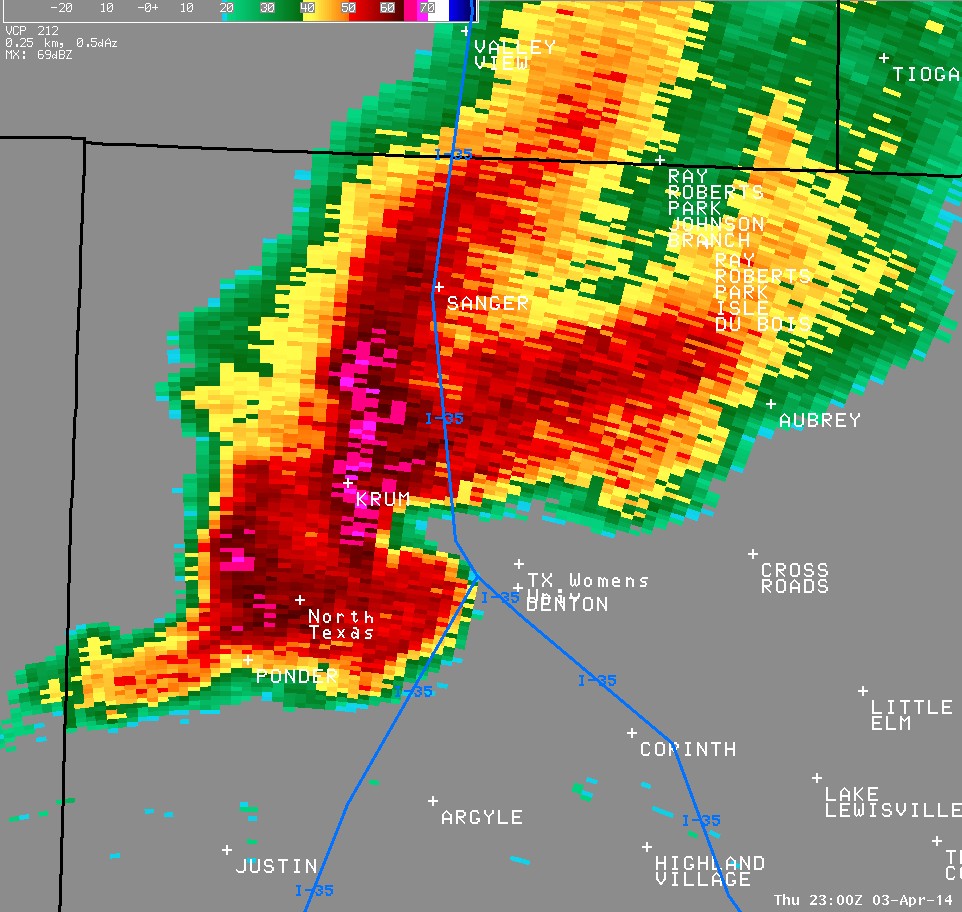 -20 10 -0+ 10 20 30 40 50 60 70
VCP 212
0.25 km, 0.5dAz
MX: 69dBZ
VALLEY
VIEW
TIOGA
I-35
RAY
ROBERTS
PARK
JOHNSON
BRANCH
RAY
ROBERTS
PARK
ISLE
DU BOIS
SANGER
I-35
AUBREY
KRUM
TX Womens
Univ
I-35
DENTON
CROSS
ROADS
North
Texas
PONDER
I-35
I-35
LITTLE
ELM
CORINTH
LAKE
LEWISVILLE
ARGYLE
I-35
JUSTIN
HIGHLAND
VILLAGE
I-35
Thu 23:00Z 03-Apr-14